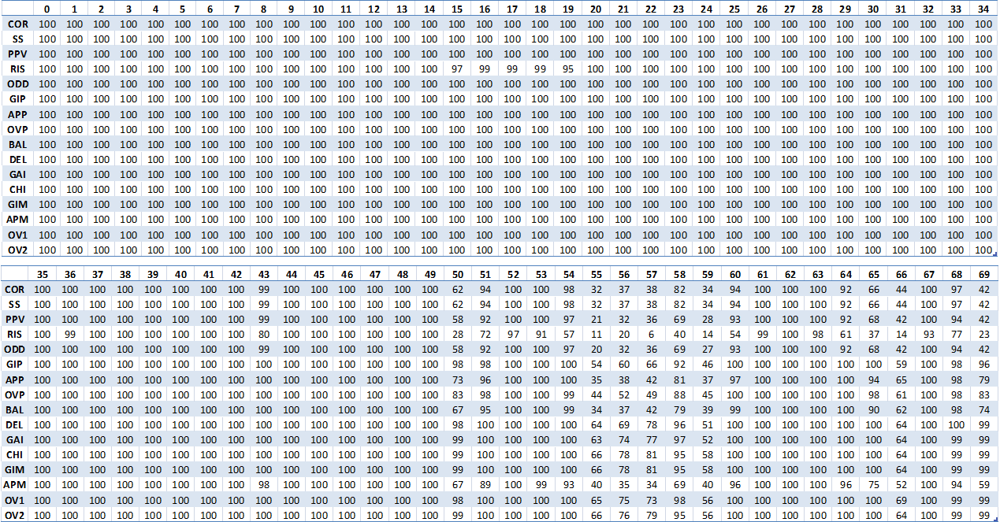 0 1 2 3 4 5 6 7 8 9 10 11 12 13 14 15 16 17 18 19 20 21 22 23 24 25 26 27 28 29 30 31 32 33 34
COR 100 100 100 100 100 100 100 100 100 100 100 100 100 100 100 100 100 100 100 100 100 100 100 100 100 100 100 100 100 100 100 100 100 100 100
SS 100 100 100 100 100 100 100 100 100 100 100 100 100 100 100 100 100 100 100 100 100 100 100 100 100 100 100 100 100 100 100 100 100 100 100
PPV 100 100 100 100 100 100 100 100 100 100 100 100 100 100 100 100 100 100 100 100 100 100 100 100 100 100 100 100 100 100 100 100 100 100 100
RIS 100 100 100 100 100 100 100 100 100 100 100 100 100 100 100 97 99 99 99 95 100 100 100 100 100 100 100 100 100 100 100 100 100 100 100
ODD 100 100 100 100 100 100 100 100 100 100 100 100 100 100 100 100 100 100 100 100 100 100 100 100 100 100 100 100 100 100 100 100 100 100 100
GIP 100 100 100 100 100 100 100 100 100 100 100 100 100 100 100 100 100 100 100 100 100 100 100 100 100 100 100 100 100 100 100 100 100 100 100
APP 100 100 100 100 100 100 100 100 100 100 100 100 100 100 100 100 100 100 100 100 100 100 100 100 100 100 100 100 100 100 100 100 100 100 100
OVP 100 100 100 100 100 100 100 100 100 100 100 100 100 100 100 100 100 100 100 100 100 100 100 100 100 100 100 100 100 100 100 100 100 100 100
BAL 100 100 100 100 100 100 100 100 100 100 100 100 100 100 100 100 100 100 100 100 100 100 100 100 100 100 100 100 100 100 100 100 100 100 100
DEL 100 100 100 100 100 100 100 100 100 100 100 100 100 100 100 100 100 100 100 100 100 100 100 100 100 100 100 100 100 100 100 100 100 100 100
GAI 100 100 100 100 100 100 100 100 100 100 100 100 100 100 100 100 100 100 100 100 100 100 100 100 100 100 100 100 100 100 100 100 100 100 100
CHI 100 100 100 100 100 100 100 100 100 100 100 100 100 100 100 100 100 100 100 100 100 100 100 100 100 100 100 100 100 100 100 100 100 100 100
GIM 100 100 100 100 100 100 100 100 100 100 100 100 100 100 100 100 100 100 100 100 100 100 100 100 100 100 100 100 100 100 100 100 100 100 100
APM 100 100 100 100 100 100 100 100 100 100 100 100 100 100 100 100 100 100 100 100 100 100 100 100 100 100 100 100 100 100 100 100 100 100 100
OV1 100 100 100 100 100 100 100 100 100 100 100 100 100 100 100 100 100 100 100 100 100 100 100 100 100 100 100 100 100 100 100 100 100 100 100
OV2 100 100 100 100 100 100 100 100 100 100 100 100 100 100 100 100 100 100 100 100 100 100 100 100 100 100 100 100 100 100 100 100 100 100 100
35 36 37 38 39 40 41 42 43 44 45 46 47 48 49 50 51 52 53 54 55 56 57 58 59 60 61 62 63 64 65 66 67 68 69
COR 100 100 100 100 100 100 100 100 99 100 100 100 100 100 100 62 94 100 100 98 32 37 38 82 34 94 100 100 100 92 66 44 100 97 42
SS 100 100 100 100 100 100 100 100 99 100 100 100 100 100 100 62 94 100 100 98 32 37 38 82 34 94 100 100 100 92 66 44 100 97 42
PPV 100 100 100 100 100 100 100 100 99 100 100 100 100 100 100 58 92 100 100 97 21 32 36 69 28 93 100 100 100 92 68 42 100 94 42
RIS 100 99 100 100 100 100 100 100 80 100 100 100 100 100 100 28 72 97 91 57 11 20 6 40 14 54 99 100 98 61 37 14 93 77 23
ODD 100 100 100 100 100 100 100 100 99 100 100 100 100 100 100 58 92 100 100 97 20 32 36 69 27 93 100 100 100 92 68 42 100 94 42
GIP 100 100 100 100 100 100 100 100 100 100 100 100 100 100 100 98 98 100 100 100 54 60 66 92 46 100 100 100 100 100 100 59 100 98 96
APP 100 100 100 100 100 100 100 100 100 100 100 100 100 100 100 73 96 100 100 100 35 38 42 81 37 97 100 100 100 100 94 65 100 98 79
OVP 100 100 100 100 100 100 100 100 100 100 100 100 100 100 100 83 98 100 100 99 44 52 49 88 45 100 100 100 100 100 98 61 100 98 83
BAL 100 100 100 100 100 100 100 100 100 100 100 100 100 100 100 67 95 100 100 99 34 37 42 79 39 99 100 100 100 100 90 62 100 98 74
DEL 100 100 100 100 100 100 100 100 100 100 100 100 100 100 100 98 100 100 100 100 64 69 78 96 51 100 100 100 100 100 100 64 100 100 99
GAI 100 100 100 100 100 100 100 100 100 100 100 100 100 100 100 99 100 100 100 100 63 74 77 97 52 100 100 100 100 100 100 64 100 99 99
CHI 100 100 100 100 100 100 100 100 100 100 100 100 100 100 100 99 100 100 100 100 66 78 81 95 58 100 100 100 100 100 100 64 100 99 99
GIM 100 100 100 100 100 100 100 100 100 100 100 100 100 100 100 99 100 100 100 100 66 78 81 95 58 100 100 100 100 100 100 64 100 99 99
APM 100 100 100 100 100 100 100 100 98 100 100 100 100 100 100 67 89 100 99 93 40 35 34 69 40 96 100 100 100 96 75 52 100 94 59
OV1 100 100 100 100 100 100 100 100 100 100 100 100 100 100 100 98 100 100 100 100 65 75 73 98 56 100 100 100 100 100 100 69 100 99 99
OV2 100 100 100 100 100 100 100 100 100 100 100 100 100 100 100 99 100 100 100 100 66 76 79 95 56 100 100 100 100 100 100 64 100 99 99